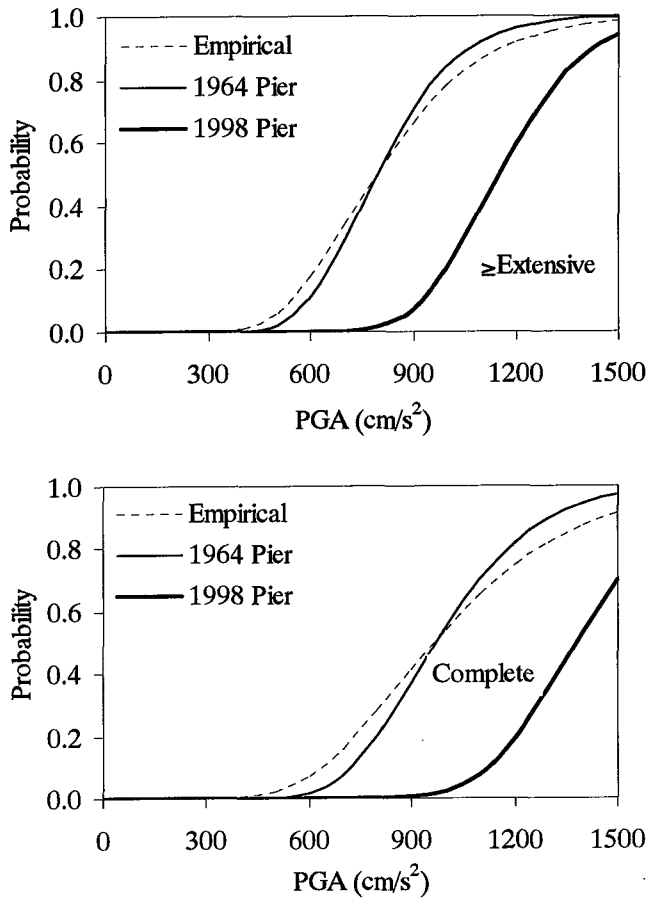 1.0
Empirical
0.8
1964 Pier
1998 Pier
0.6
Probability
0.4
0.2
≥Extensive
0.0
0 300 600 900 1200 1500
PGA (cm/s²)
1.0
Empirical
0.8
1964 Pier
1998 Pier
0.6
Probability
0.4
Complete
0.2
0.0
0 300 600 900 1200 1500
PGA (cm/s²)